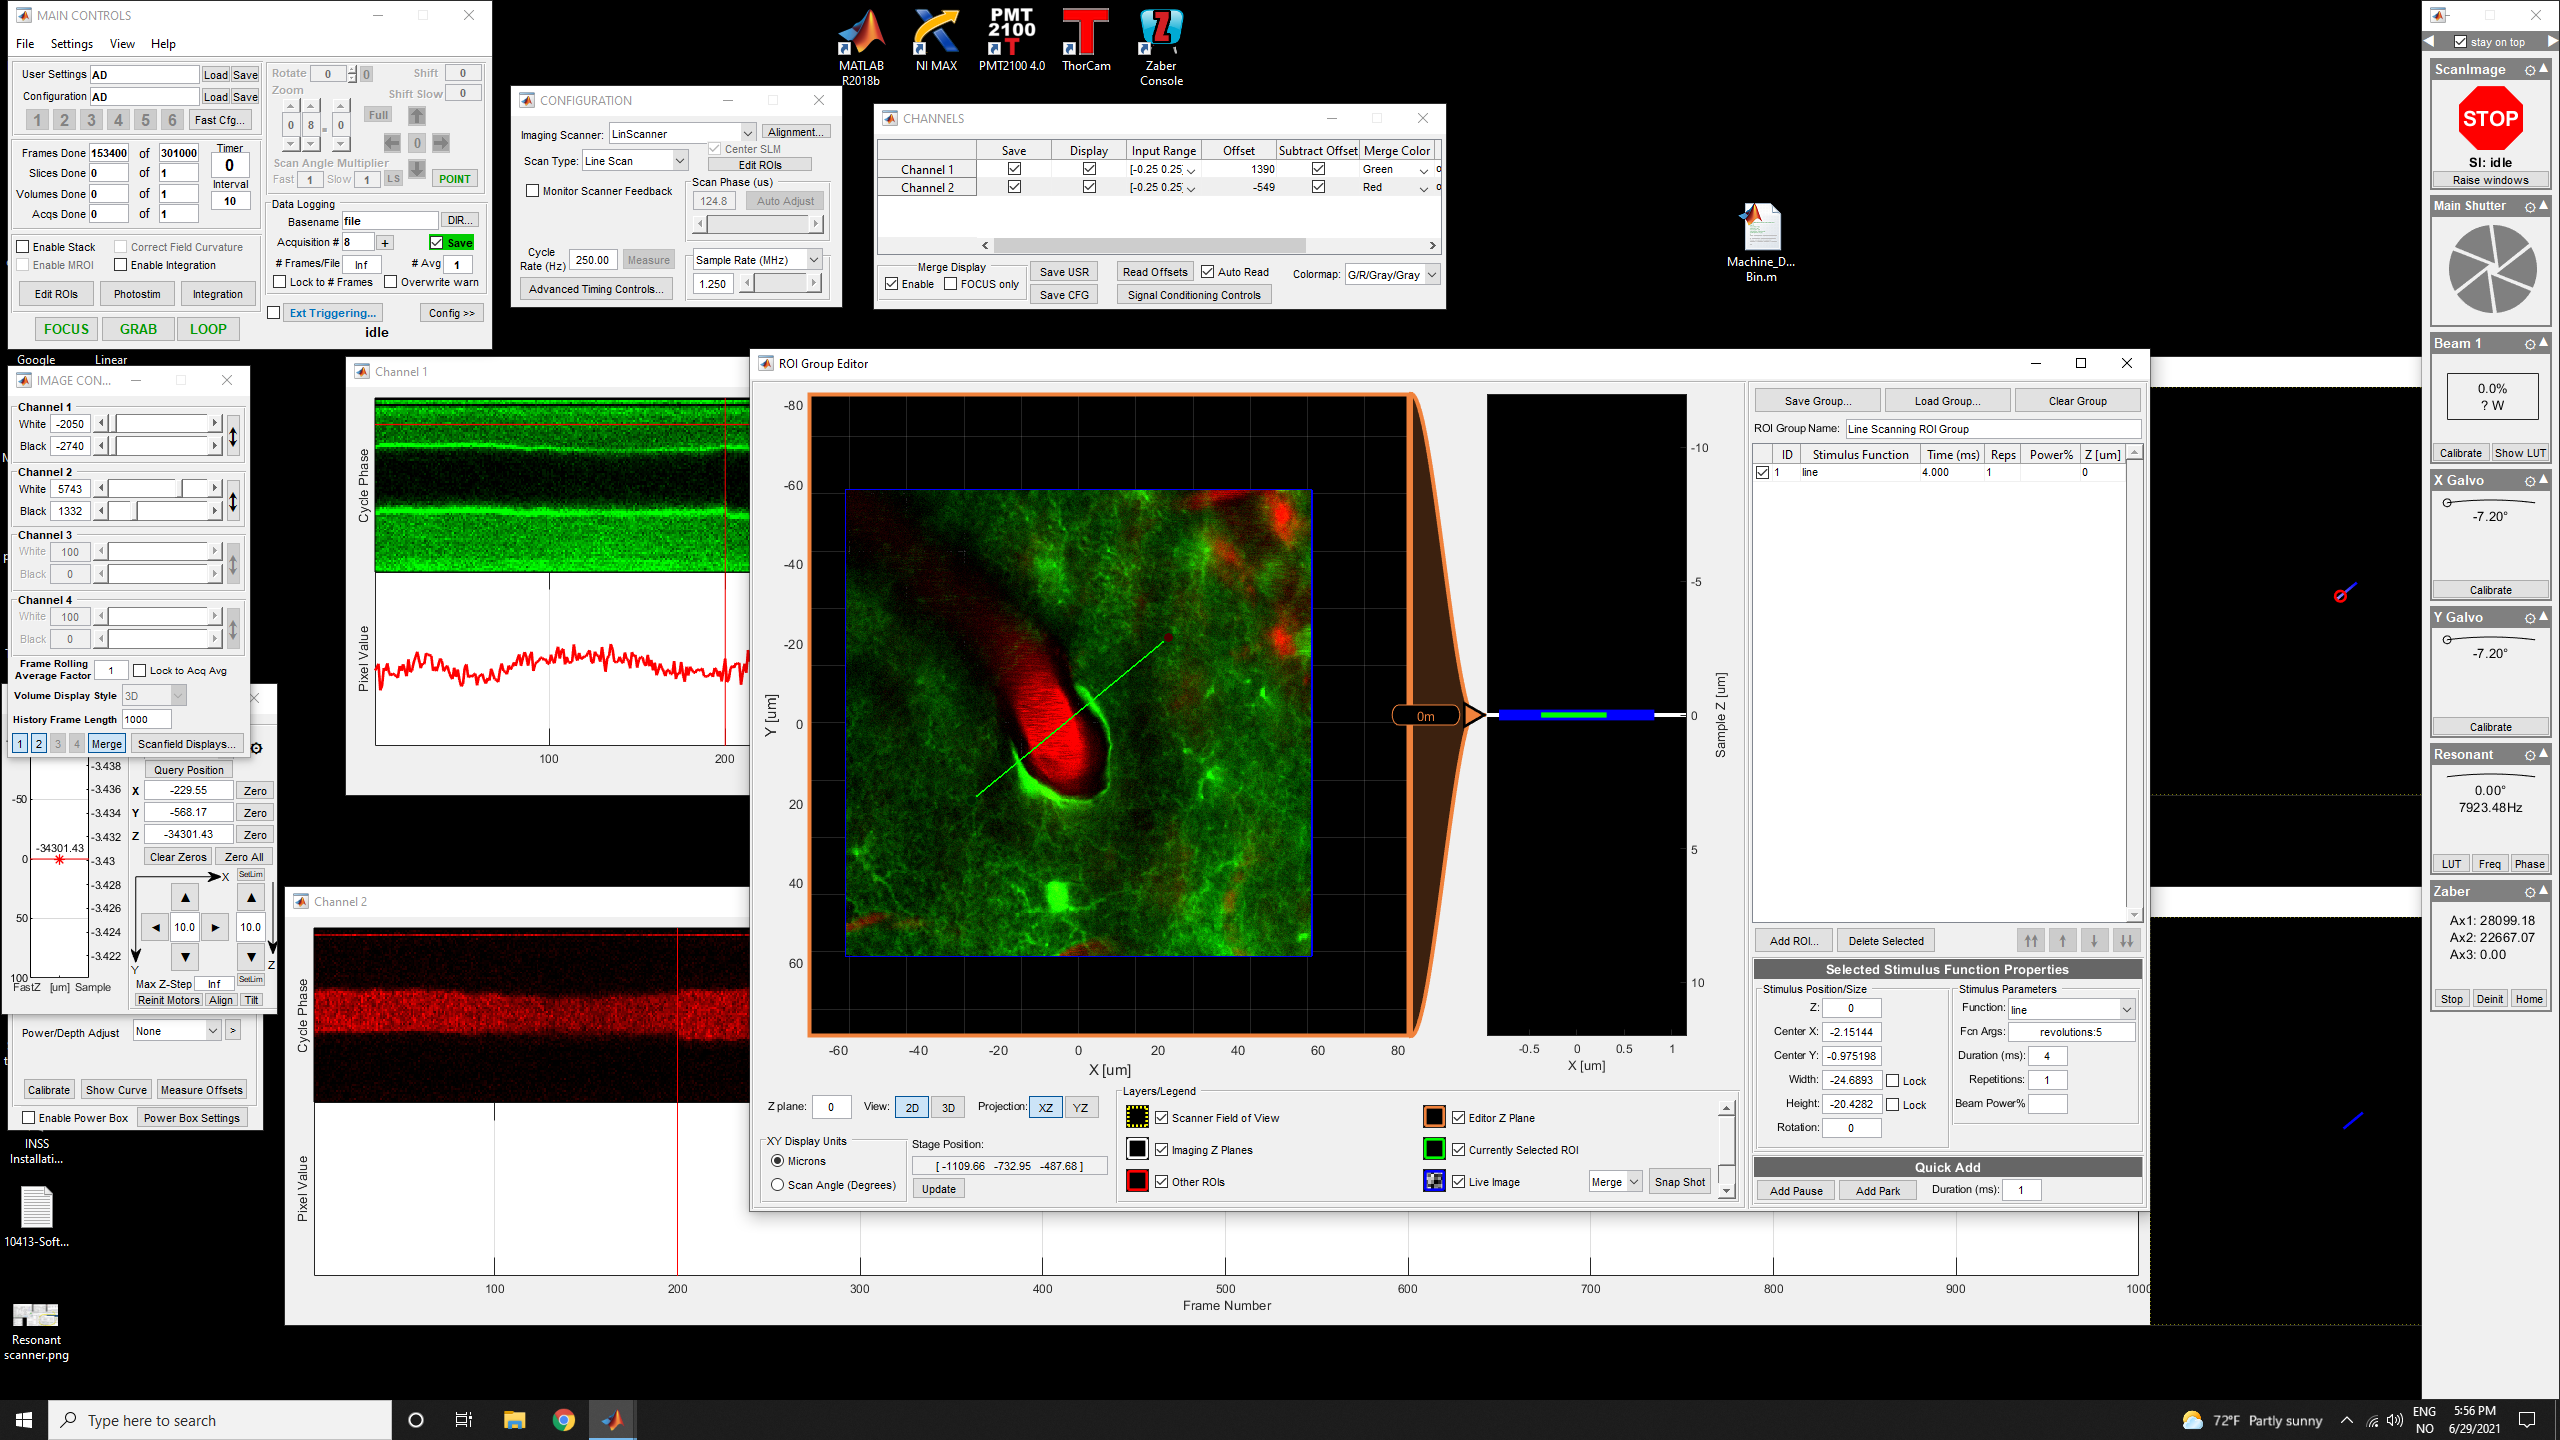 MAIN CONTROLS
File Settings View Help
User Settings AD Load Save
Configuration AD Load Save
1 2 3 4 5 6 Fast Cfg...
Frames Done 153400 of 301000
Slices Done 0 of 1
Volumes Done 0 of 1
Acqs Done 0 of 1
Timer
0
Interval
10
Enable Stack Correct Field Curvature
Enable MROI Enable Integration
Edit ROIs Photostim Integration
FOCUS GRAB LOOP
Rotate 0 0 Shift 0
Zoom Shift Slow 0
Full
0 8 . 0 0
Scan Angle Multiplier
Fast 1 Slow 1 LS POINT
Data Logging
Basename file DIR...
Acquisition # 8 + Save
# Frames/File Inf # Avg 1
Lock to # Frames Overwrite warn
Ext Triggering... Config >>
idle
Google Linear
CONFIGURATION
Imaging Scanner: LinScanner Alignment...
Center SLM
Scan Type: Line Scan Edit ROIs
Monitor Scanner Feedback
Scan Phase (us)
124.8 Auto Adjust
Cycle
Rate (Hz) 250.00 Measure
Sample Rate (MHz)
1.250
Advanced Timing Controls...
MATLAB
R2018b
NI MAX
PMT
2100
PMT2100 4.0
ThorCam
Zaber
Console
CHANNELS
Save Display Input Range Offset Subtract Offset Merge Color
Channel 1 [-0.25 0.25] 1390 Green
Channel 2 [-0.25 0.25] -549 Red
Merge Display
Enable FOCUS only
Save USR
Save CFG
Read Offsets Auto Read
Signal Conditioning Controls
Colormap: G/R/Gray/Gray
Machine_D...
Bin.m
stay on top
ScanImage
STOP
SI: idle
Raise windows
Main Shutter
Beam 1
0.0%
? W
Calibrate Show LUT
X Galvo
-7.20°
Calibrate
Y Galvo
-7.20°
Calibrate
Resonant
0.00°
7923.48Hz
LUT Freq Phase
Zaber
Ax1: 28099.18
Ax2: 22667.07
Ax3: 0.00
Stop Deinit Home
IMAGE CON...
Channel 1
White -2050
Black -2740
Channel 2
White 5743
Black 1332
Channel 3
White 100
Black 0
Channel 4
White 100
Black 0
Frame Rolling
Average Factor 1 Lock to Acq Avg
Volume Display Style 3D
History Frame Length 1000
1 2 3 4 Merge Scanfield Displays...
Query Position
X -229.55 Zero
Y -568.17 Zero
Z -34301.43 Zero
Clear Zeros Zero All
X SetLim
10.0 10.0
Y Z
Max Z-Step Inf SetLim
Reinit Motors Align Tilt
-50
0
50
100
-34301.43
-3.438
-3.436
-3.434
-3.432
-3.43
-3.428
-3.426
-3.424
-3.422
FastZ [um] Sample
Power/Depth Adjust None >
Calibrate Show Curve Measure Offsets
Enable Power Box Power Box Settings
INSS
Installati...
10413-Soft...
Resonant
scanner.png
Channel 1
Cycle Phase
Pixel Value
100 200
Channel 2
Cycle Phase
Pixel Value
100 200 300 400 500 600 700 800 900 1000
Frame Number
ROI Group Editor
-80
-60
-40
-20
0
20
40
60
Y [um]
-60 -40 -20 0 20 40 60 80
X [um]
0m
-10
-5
0
5
10
Sample Z [um]
-0.5 0 0.5 1
X [um]
Z plane: 0 View: 2D 3D Projection: XZ YZ
XY Display Units
Microns
Scan Angle (Degrees)
Stage Position:
[ -1109.66 -732.95 -487.68 ]
Update
Layers/Legend
Scanner Field of View Editor Z Plane
Imaging Z Planes Currently Selected ROI
Other ROIs Live Image Merge Snap Shot
Save Group... Load Group... Clear Group
ROI Group Name: Line Scanning ROI Group
ID Stimulus Function Time (ms) Reps Power% Z [um]
1 line 4.000 1 0
Add ROI... Delete Selected
Selected Stimulus Function Properties
Stimulus Position/Size
Z: 0
Center X: -2.15144
Center Y: -0.975198
Width: -24.6893 Lock
Height: -20.4282 Lock
Rotation: 0
Stimulus Parameters
Function: line
Fcn Args: revolutions:5
Duration (ms): 4
Repetitions: 1
Beam Power%
Quick Add
Add Pause Add Park Duration (ms): 1
Type here to search
72°F Partly sunny
ENG
NO
5:56 PM
6/29/2021